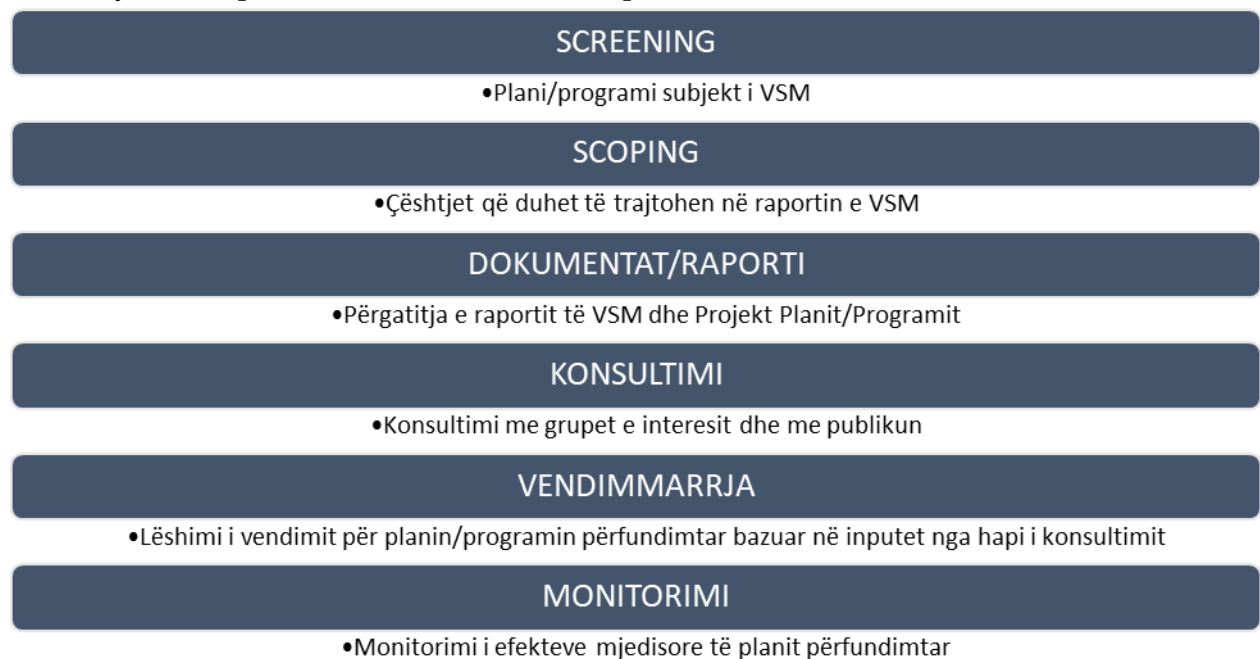 SCREENING
•Plani/programi subjekt i VSM
SCOPING
•Çështjet që duhet të trajtohen në raportin e VSM
DOKUMENTAT/RAPORTI
•Përgatitja e raportit të VSM dhe Projekt Planit/Programit
KONSULTIMI
•Konsultimi me grupet e interesit dhe me publikun
VENDIMMARRJA
•Lëshimi i vendimit për planin/programin përfundimtar bazuar në inputet nga hapi i konsultimit
MONITORIMI
•Monitorimi i efekteve mjedisore të planit përfundimtar